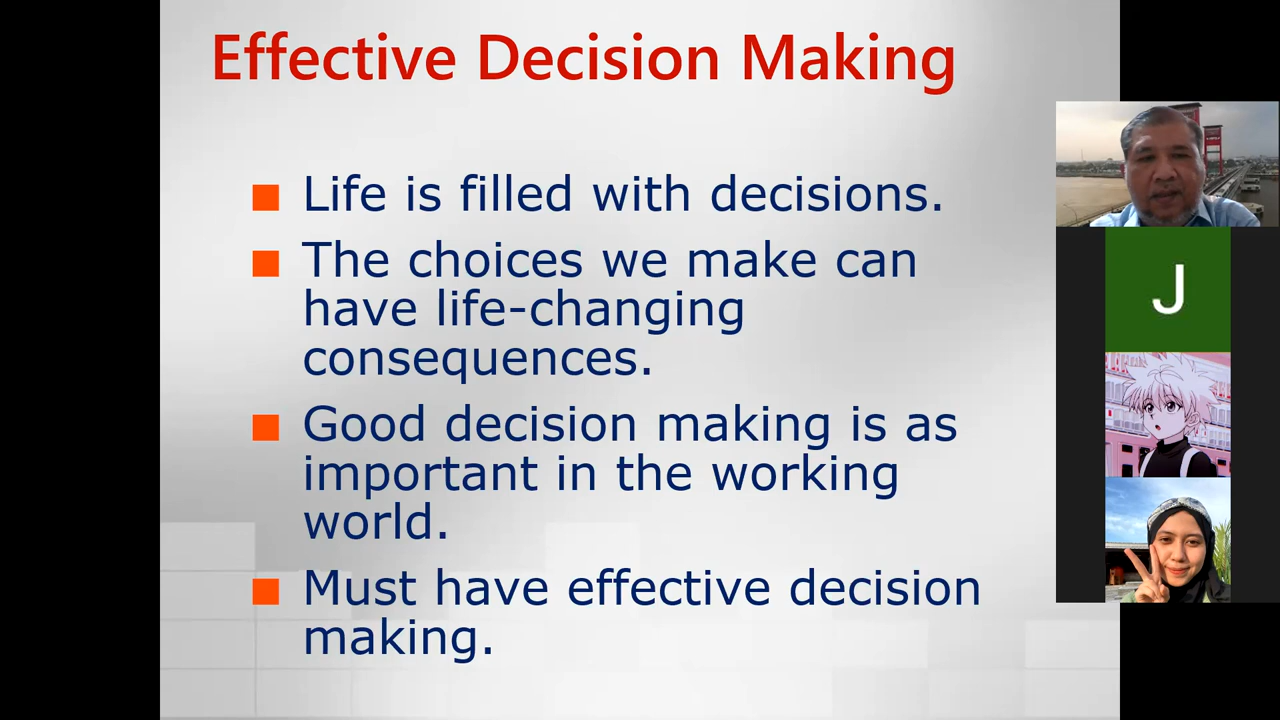 Effective Decision Making
Life is filled with decisions.
The choices we make can
have life-changing
consequences.
Good decision making is as
important in the working
world.
Must have effective decision
making.
J